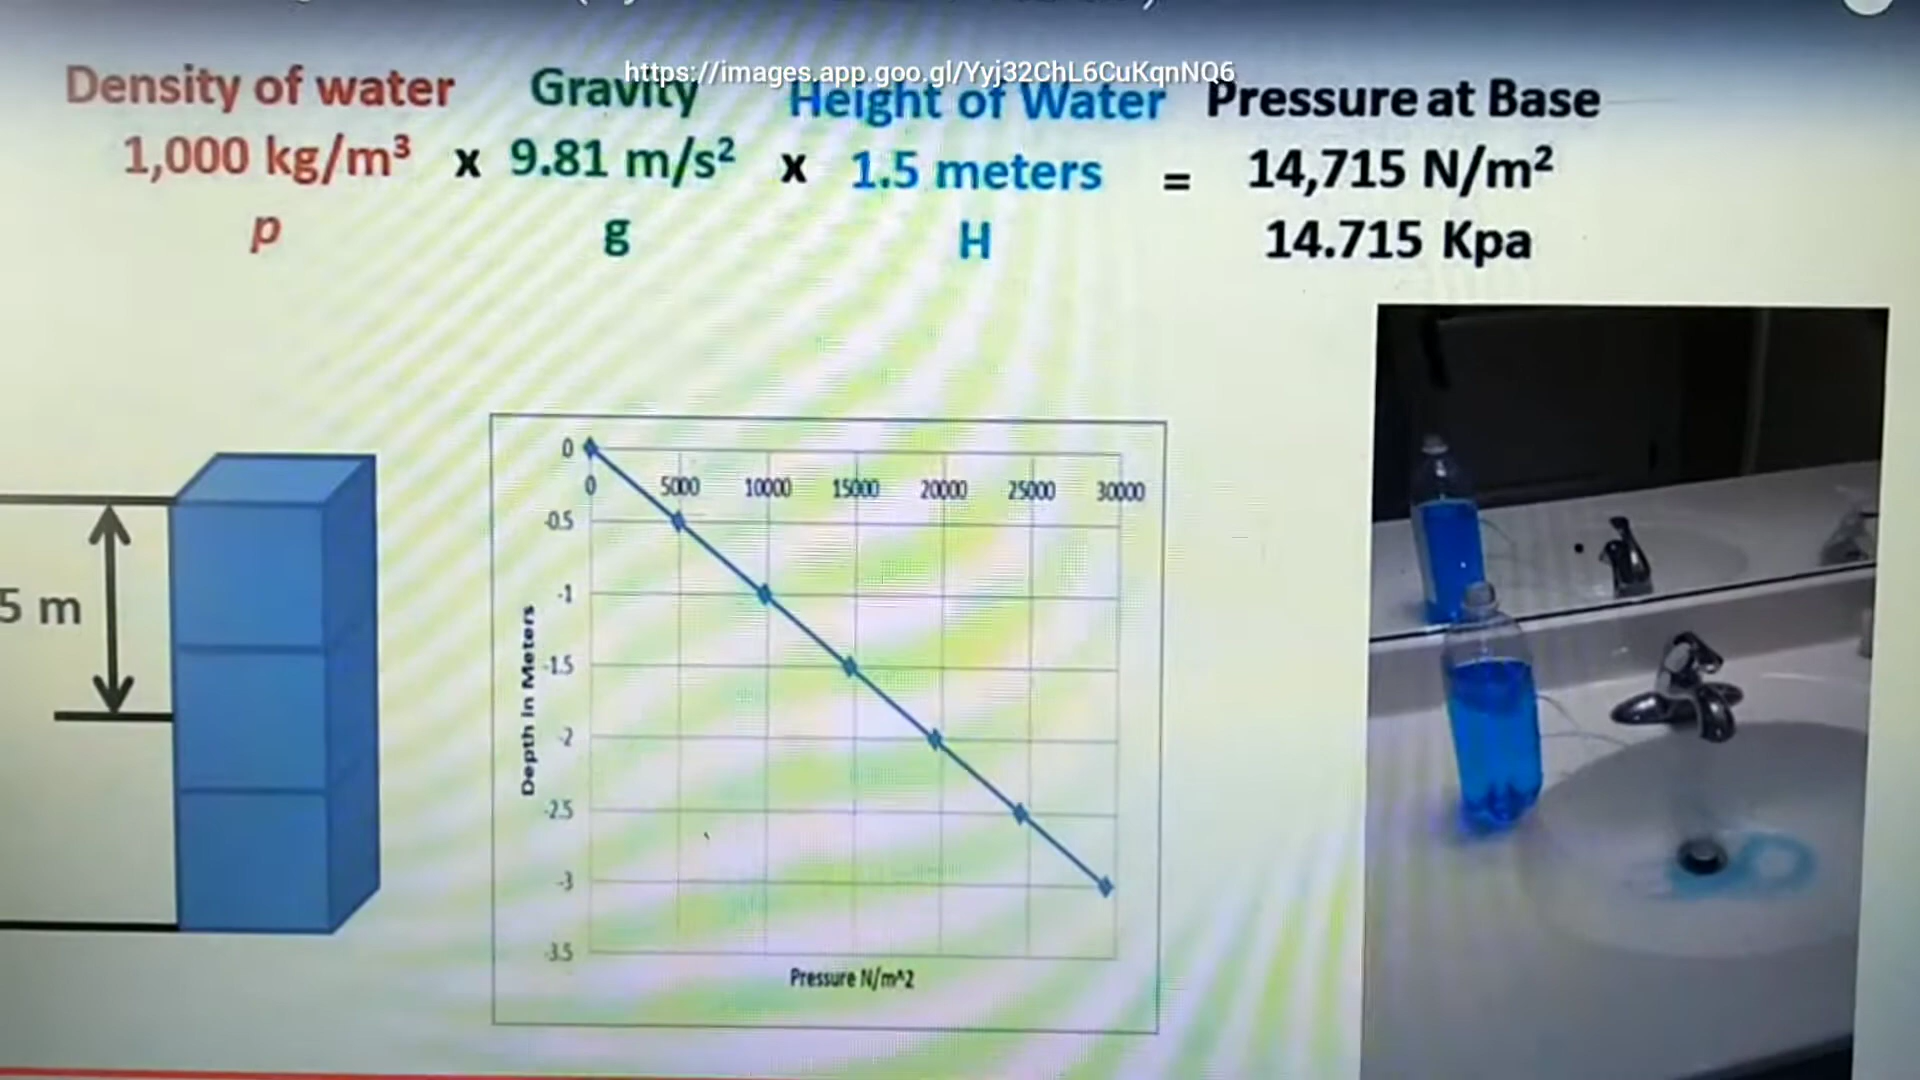 https://images.app.goo.gl/Yyj32ChL6CuKqnNQ6
Density of water Gravity Height of Water Pressure at Base
1,000 kg/m³ x 9.81 m/s² x 1.5 meters = 14,715 N/m²
p g H 14.715 Kpa
5 m
0
0 5000 10000 15000 20000 25000 30000
-0.5
-1
-1.5
-2
-2.5
-3
-3.5
Depth in Meters
Pressure N/m^2